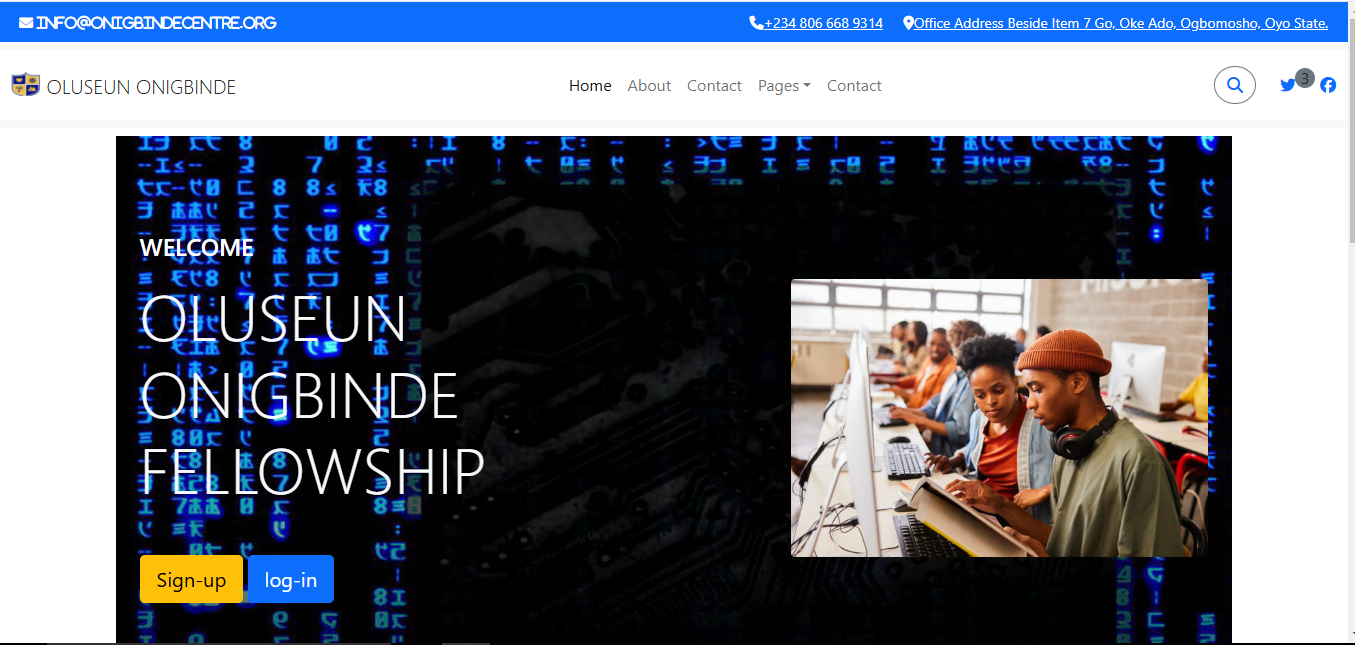 INFO@ONIGBINDECENTRE.ORG
+234 806 668 9314
Office Address Beside Item 7 Go, Oke Ado, Ogbomosho, Oyo State.
OLUSEUN ONIGBINDE
Home About Contact Pages Contact
3
WELCOME
OLUSEUN
ONIGBINDE
FELLOWSHIP
Sign-up log-in